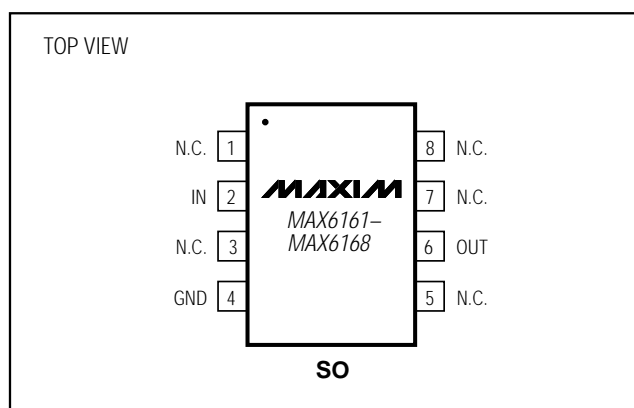 TOP VIEW
N.C. 1
8 N.C.
IN 2
MAXIM
7 N.C.
MAX6161–
MAX6168
N.C. 3
6 OUT
GND 4
5 N.C.
SO